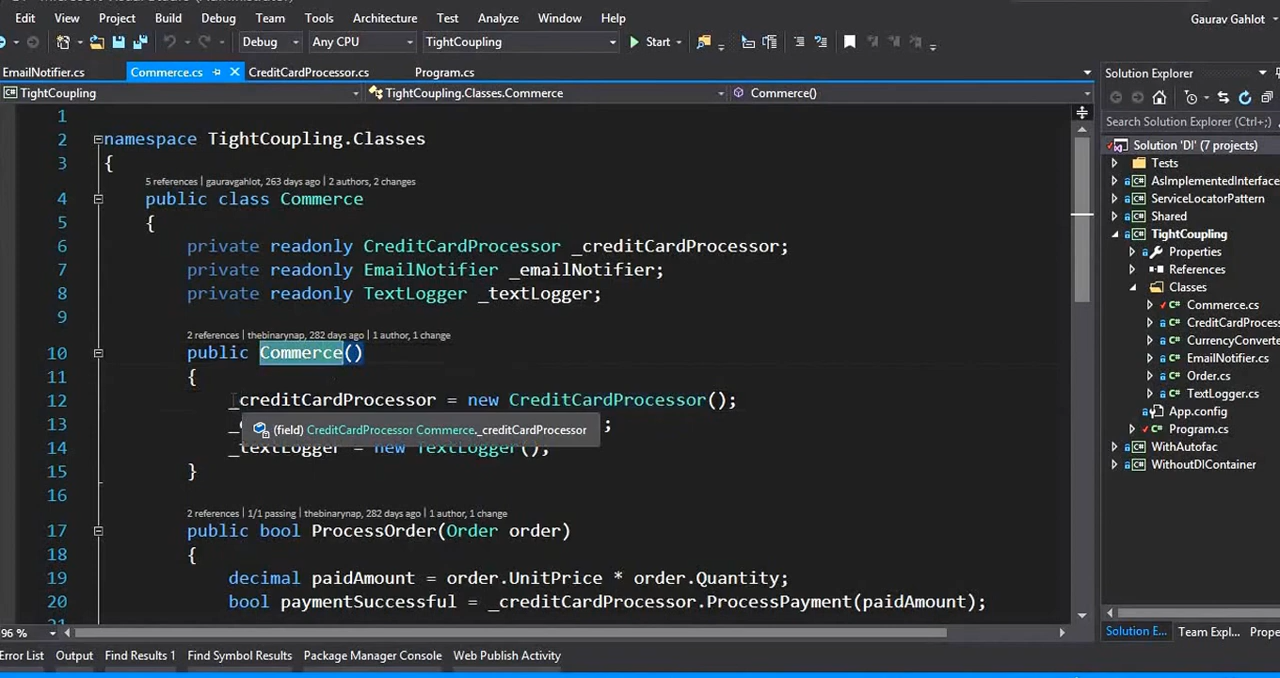 Edit View Project Build Debug Team Tools Architecture Test Analyze Window Help Gaurav Gahlot
Debug Any CPU TightCoupling Start
EmailNotifier.cs Commerce.cs CreditCardProcessor.cs Program.cs
TightCoupling TightCoupling.Classes.Commerce Commerce()
1
2 namespace TightCoupling.Classes
3 {
5 references | gauravgahlot, 263 days ago | 2 authors, 2 changes
4 public class Commerce
5 {
6 private readonly CreditCardProcessor _creditCardProcessor;
7 private readonly EmailNotifier _emailNotifier;
8 private readonly TextLogger _textLogger;
9
2 references | thebinarynap, 282 days ago | 1 author, 1 change
10 public Commerce()
11 {
12 _creditCardProcessor = new CreditCardProcessor();
13 ;
(field) CreditCardProcessor Commerce._creditCardProcessor
14 _textLogger = new TextLogger();
15 }
16
2 references | 1/1 passing | thebinarynap, 282 days ago | 1 author, 1 change
17 public bool ProcessOrder(Order order)
18 {
19 decimal paidAmount = order.UnitPrice * order.Quantity;
20 bool paymentSuccessful = _creditCardProcessor.ProcessPayment(paidAmount);
96 %
Error List Output Find Results 1 Find Symbol Results Package Manager Console Web Publish Activity
Solution Explorer
Search Solution Explorer (Ctrl+;)
Solution 'DI' (7 projects)
Tests
AsImplementedInterface
ServiceLocatorPattern
Shared
TightCoupling
Properties
References
Classes
Commerce.cs
CreditCardProcess
CurrencyConverte
EmailNotifier.cs
Order.cs
TextLogger.cs
App.config
Program.cs
WithAutofac
WithoutDIContainer
Solution E... Team Expl... Prope